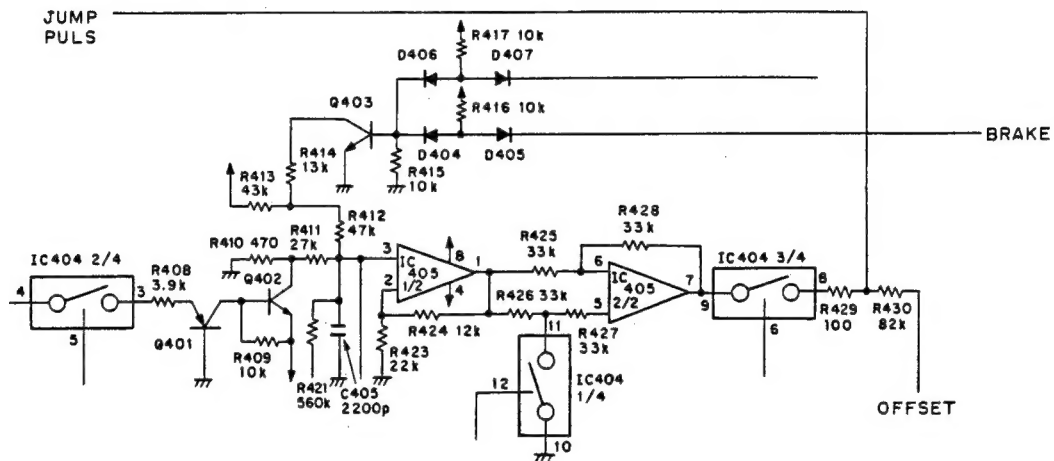 JUMP
PULS
R417 10k
D406
D407
R416 10k
Q403
BRAKE
D404
D405
R414
13k
R415
10k
R413
43k
R412
47k
R428
33k
R410 470
R411
27k
R425
33k
IC404 2/4
R408
3.9k
Q402
3
8
1
IC
405
1/2
2
4
6
IC
405
2/2
7
5
IC404 3/4
9
8
6
4
3
5
R426 33k
R424 12k
R427
33k
R429
100
R430
82k
11
Q401
R409
10k
R421
560k
C405
2200p
R423
22k
12
IC404
1/4
10
OFFSET